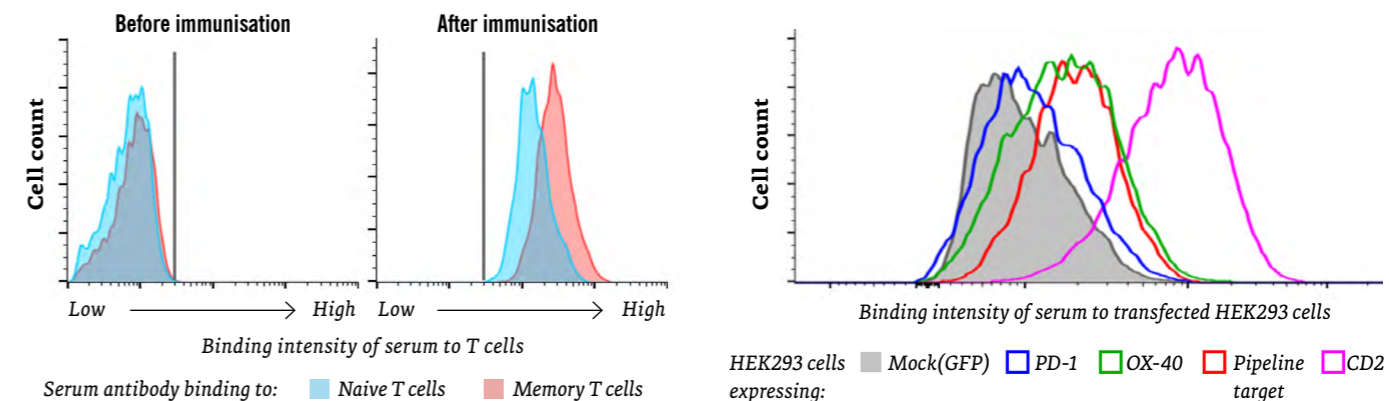 Before immunisation
After immunisation
Cell count
Low High
Low High
Binding intensity of serum to T cells
Serum antibody binding to: Naive T cells Memory T cells
Cell count
Binding intensity of serum to transfected HEK293 cells
HEK293 cells expressing: Mock(GFP) PD-1 OX-40 Pipeline target CD2